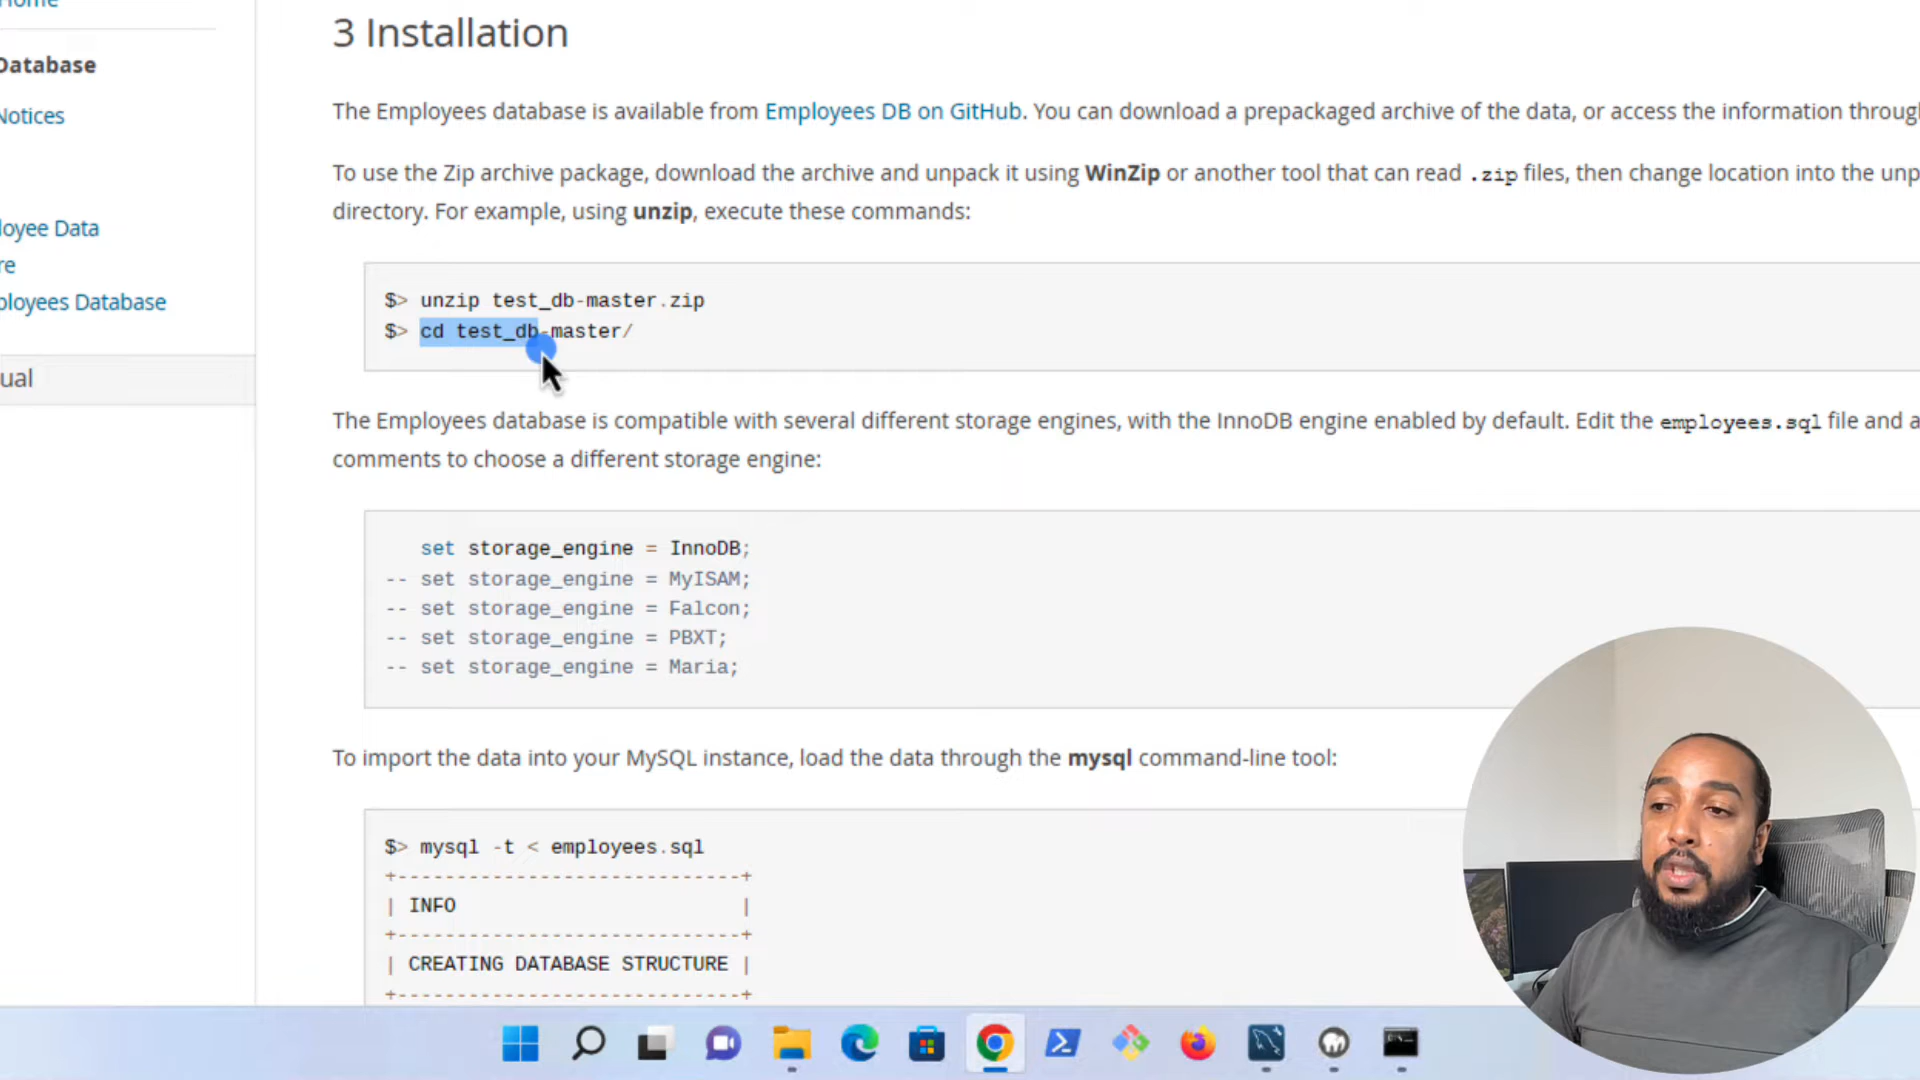 Home
Database
Notices
loyee Data
re
ployees Database
ual
3 Installation
The Employees database is available from Employees DB on GitHub. You can download a prepackaged archive of the data, or access the information through
To use the Zip archive package, download the archive and unpack it using WinZip or another tool that can read .zip files, then change location into the unp
directory. For example, using unzip, execute these commands:
$> unzip test_db-master.zip
$> cd test_db-master/
The Employees database is compatible with several different storage engines, with the InnoDB engine enabled by default. Edit the employees.sql file and a
comments to choose a different storage engine:
set storage_engine = InnoDB;
-- set storage_engine = MyISAM;
-- set storage_engine = Falcon;
-- set storage_engine = PBXT;
-- set storage_engine = Maria;
To import the data into your MySQL instance, load the data through the mysql command-line tool:
$> mysql -t < employees.sql
+-----------------------------+
| INFO |
+-----------------------------+
| CREATING DATABASE STRUCTURE |
+-----------------------------+